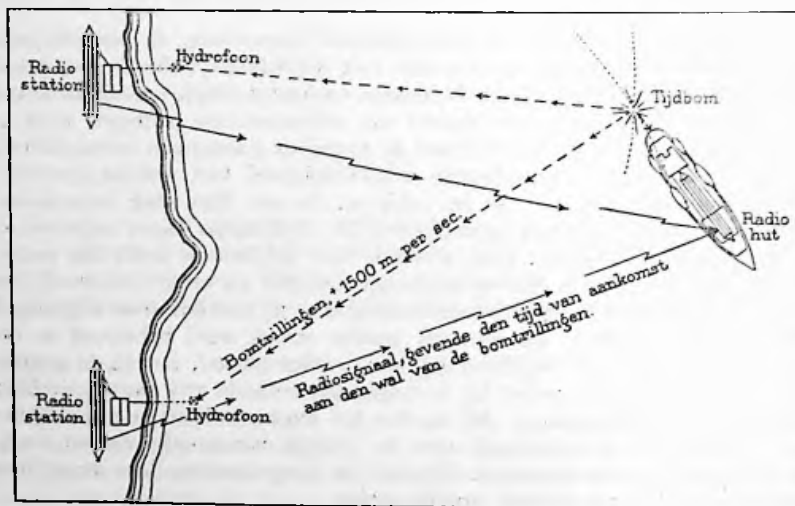 Hydrofoon
Radio
station
Tijdbom
Radio
hut
Bomtrillingen, ± 1500 m. per sec.
Radiosignaal, gevende den tijd van aankomst
aan den wal van de bomtrillingen.
Radio
station
Hydrofoon